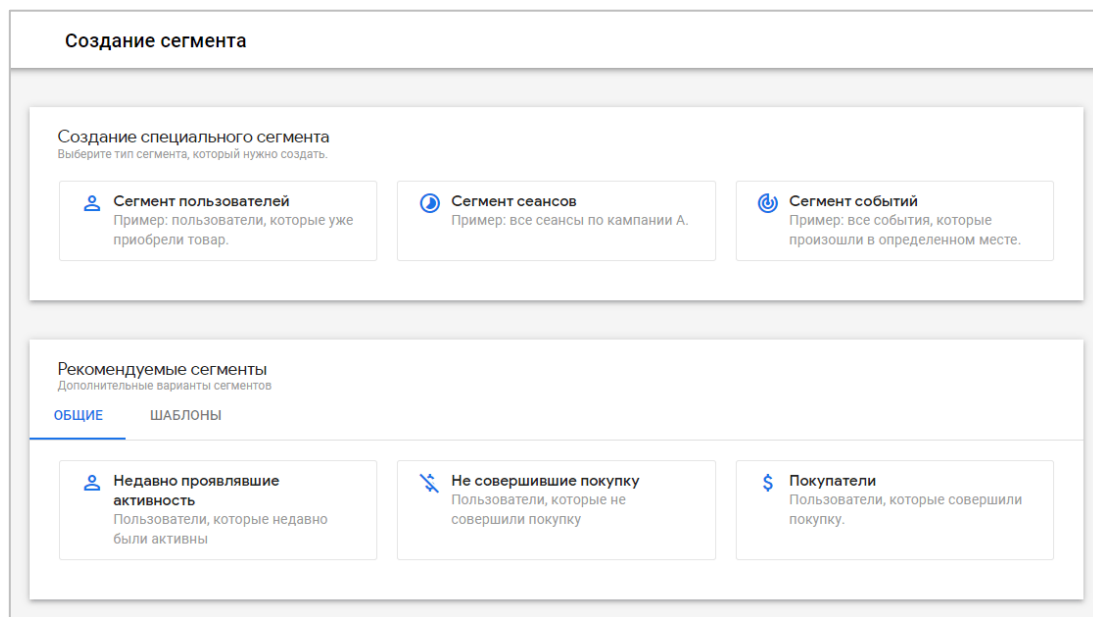 Создание сегмента
Создание специального сегмента
Выберите тип сегмента, который нужно создать.
Сегмент пользователей
Пример: пользователи, которые уже
приобрели товар.
Сегмент сеансов
Пример: все сеансы по кампании А.
Сегмент событий
Пример: все события, которые
произошли в определенном месте.
Рекомендуемые сегменты
Дополнительные варианты сегментов
ОБЩИЕ
ШАБЛОНЫ
Недавно проявлявшие
активность
Пользователи, которые недавно
были активны
Не совершившие покупку
Пользователи, которые не
совершили покупку
Покупатели
Пользователи, которые совершили
покупку.